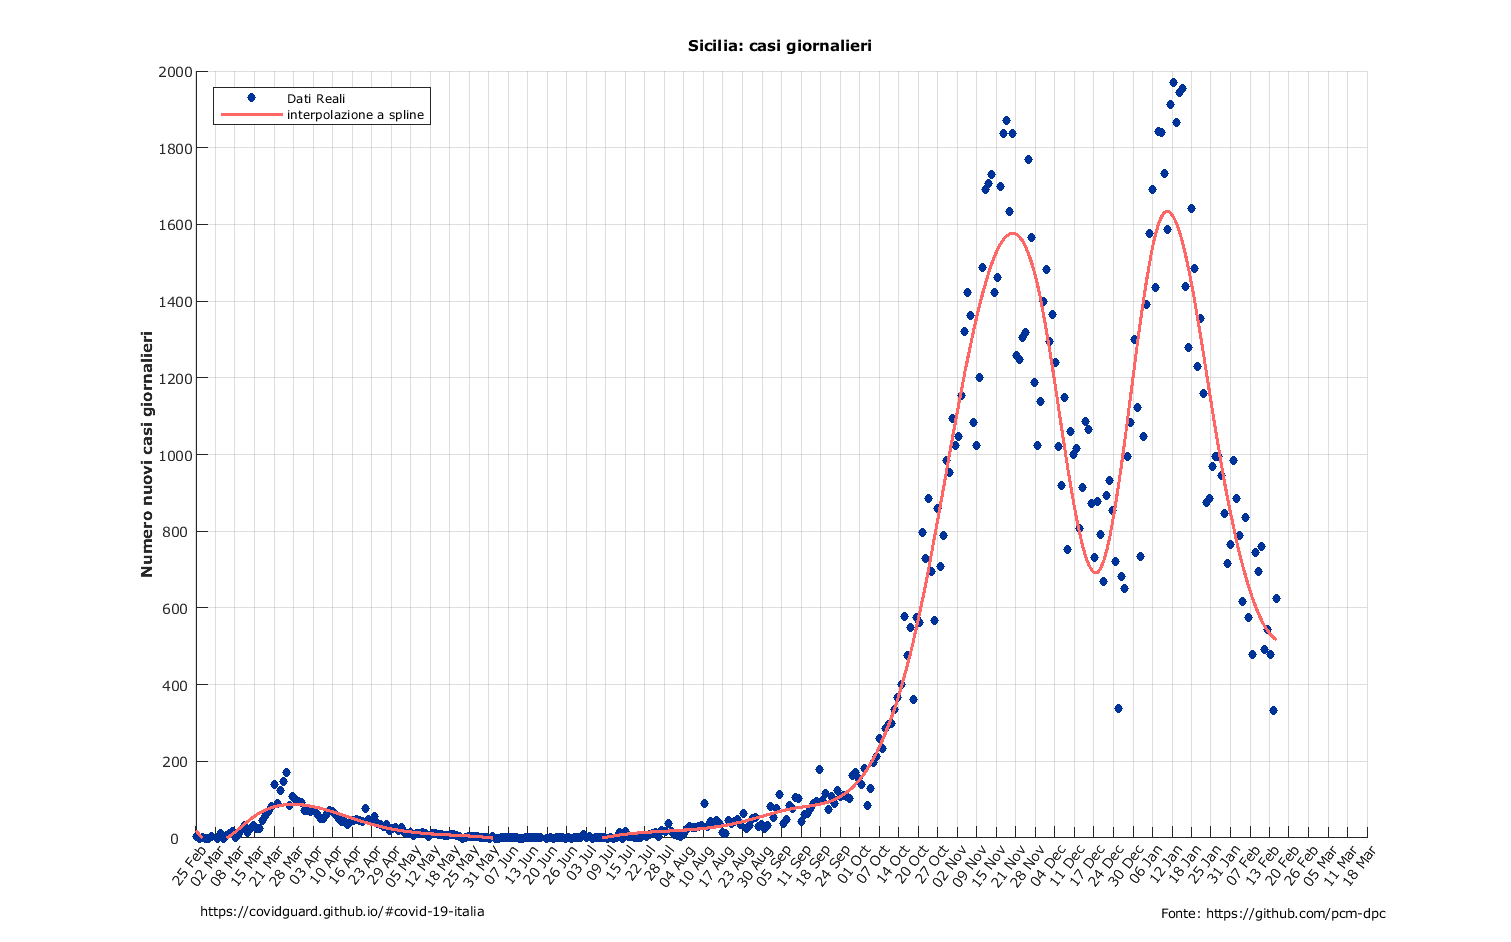 Sicilia: casi giornalieri
Dati Reali
interpolazione a spline
Numero nuovi casi giornalieri
2000
1800
1600
1400
1200
1000
800
600
400
200
0
25 Feb
02 Mar
08 Mar
15 Mar
21 Mar
28 Mar
03 Apr
10 Apr
16 Apr
23 Apr
29 Apr
05 May
12 May
18 May
25 May
31 May
07 Jun
13 Jun
20 Jun
26 Jun
03 Jul
09 Jul
15 Jul
22 Jul
28 Jul
04 Aug
10 Aug
17 Aug
23 Aug
30 Aug
05 Sep
11 Sep
18 Sep
24 Sep
01 Oct
07 Oct
14 Oct
20 Oct
27 Oct
02 Nov
09 Nov
15 Nov
21 Nov
28 Nov
04 Dec
11 Dec
17 Dec
24 Dec
30 Dec
06 Jan
12 Jan
18 Jan
25 Jan
31 Jan
07 Feb
13 Feb
20 Feb
26 Feb
05 Mar
11 Mar
18 Mar
https://covidguard.github.io/#covid-19-italia
Fonte: https://github.com/pcm-dpc